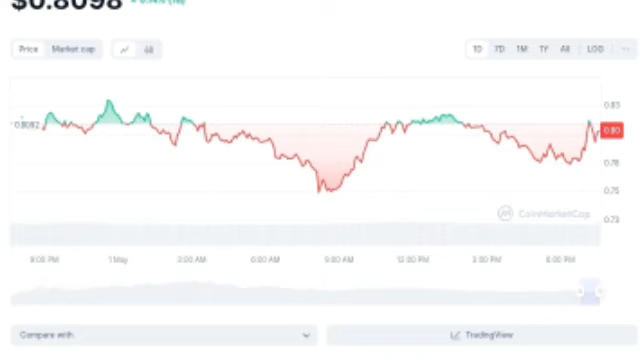 $0.8098
Price Market cap
1D 7D 1M 1Y All LOG ...
0.83
0.8092
0.80
0.78
0.75
CoinMarketCap
0.73
9:00 PM 1 May 3:00 AM 6:00 AM 9:00 AM 12:00 PM 3:00 PM 6:00 PM
Compare with TradingView